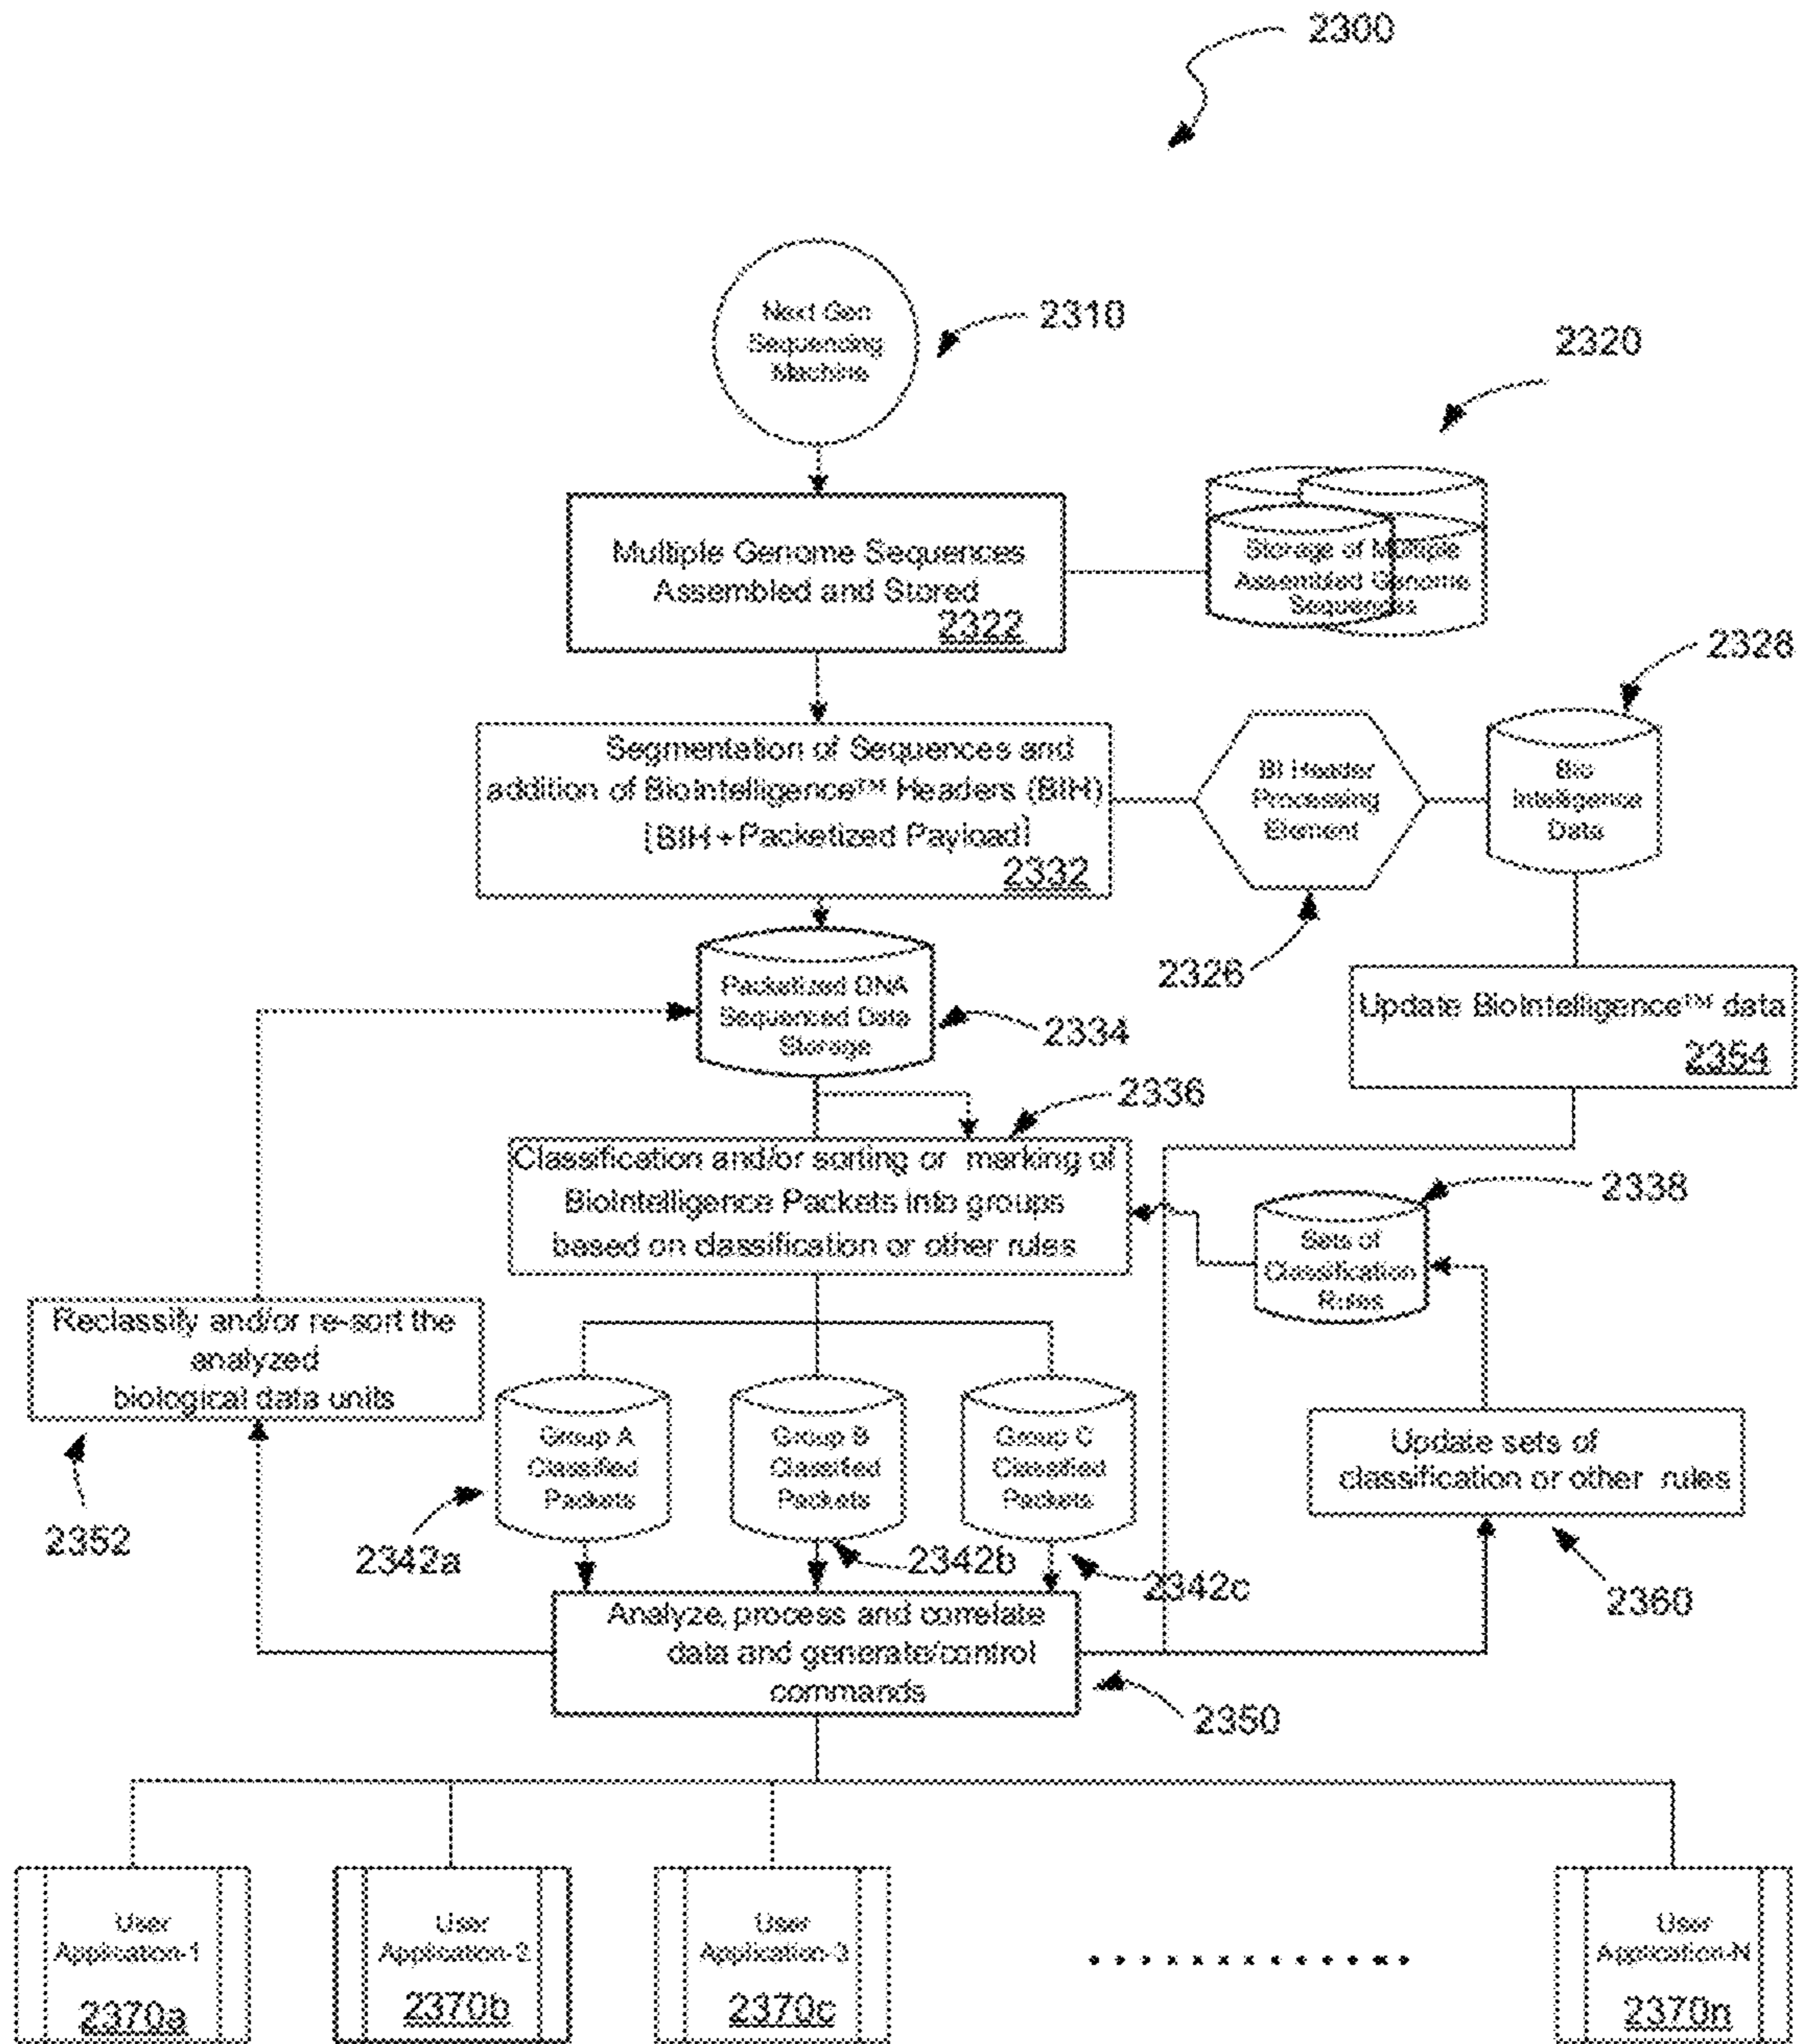 2300
Next Gen
Sequencing
Machine
2310
2320
Multiple Genome Sequences
Assembled and Stored
2322
Storage of Multiple
Assembled Genome
Sequences
2328
Segmentation of Sequences and
addition of BioIntelligence™ Headers (BIH)
[BIH+Packetized Payload]
2332
BI Header
Processing
Element
Bio
Intelligence
Data
2326
Packetized DNA
Sequenced Data
Storage
2334
Update BioIntelligence™ data
2354
2336
Classification and/or sorting or marking of
BioIntelligence Packets into groups
based on classification or other rules
2338
Sets of
Classification
Rules
Reclassify and/or re-sort the
analyzed
biological data units
2352
Group A
Classified
Packets
Group B
Classified
Packets
Group C
Classified
Packets
Update sets of
classification or other rules
2342a
2342b
2342c
2360
Analyze, process and correlate
data and generate/control
commands
2350
User
Application-1
2370a
User
Application-2
2370b
User
Application-3
2370c
User
Application-N
2370n